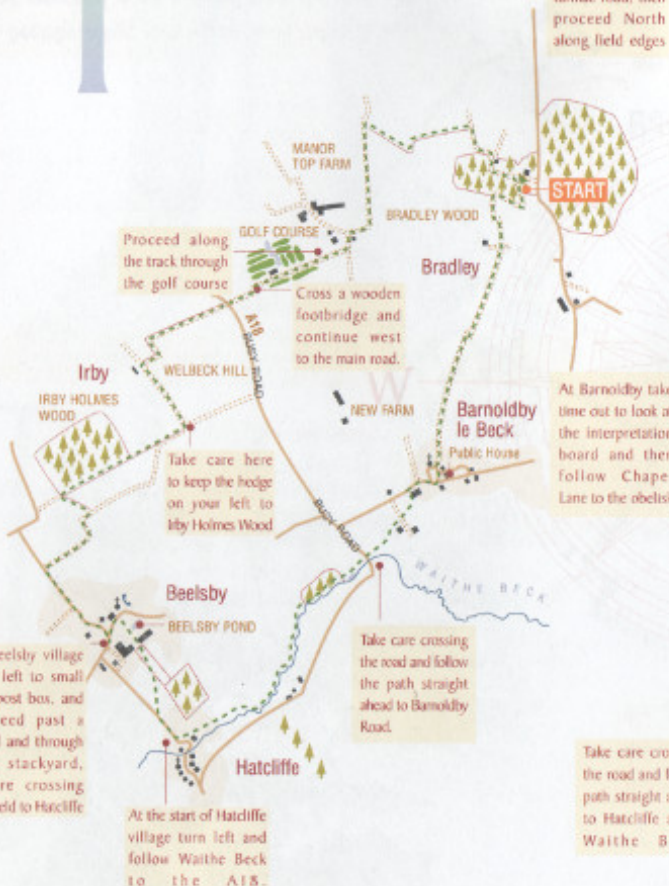 proceed North
along field edges
MANOR
TOP FARM
START
BRADLEY WOOD
GOLF COURSE
Proceed along
the track through
the golf course
Bradley
Cross a wooden
footbridge and
continue west
to the main road.
A18
BUSY ROAD
Irby
WELBECK HILL
IRBY HOLMES
WOOD
NEW FARM
Barnoldby
le Beck
Public House
At Barnoldby take
time out to look a
the interpretation
board and then
follow Chape
Lane to the obelis
Take care here
to keep the hedge
on your left to
Irby Holmes Wood
BUSY ROAD
WAITHE BECK
Beelsby
BEELSBY POND
Take care crossing
the road and follow
the path straight
ahead to Barnoldby
Road.
eelsby village
left to small
post box, and
eed past a
and through
stackyard,
re crossing
eld to Hatcliffe
Hatcliffe
At the start of Hatcliffe
village turn left and
follow Waithe Beck
to the A18.
Take care cro
the road and f
path straight a
to Hatcliffe a
Waithe B